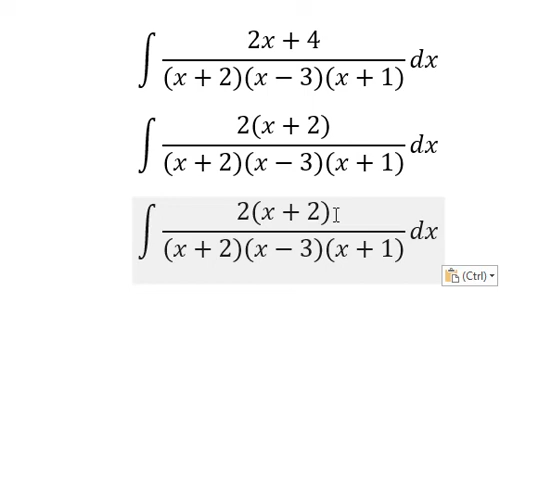 ∫ (2x + 4)/((x + 2)(x − 3)(x + 1)) dx
∫ 2(x + 2)/((x + 2)(x − 3)(x + 1)) dx
∫ 2(x + 2)/((x + 2)(x − 3)(x + 1)) dx
(Ctrl)